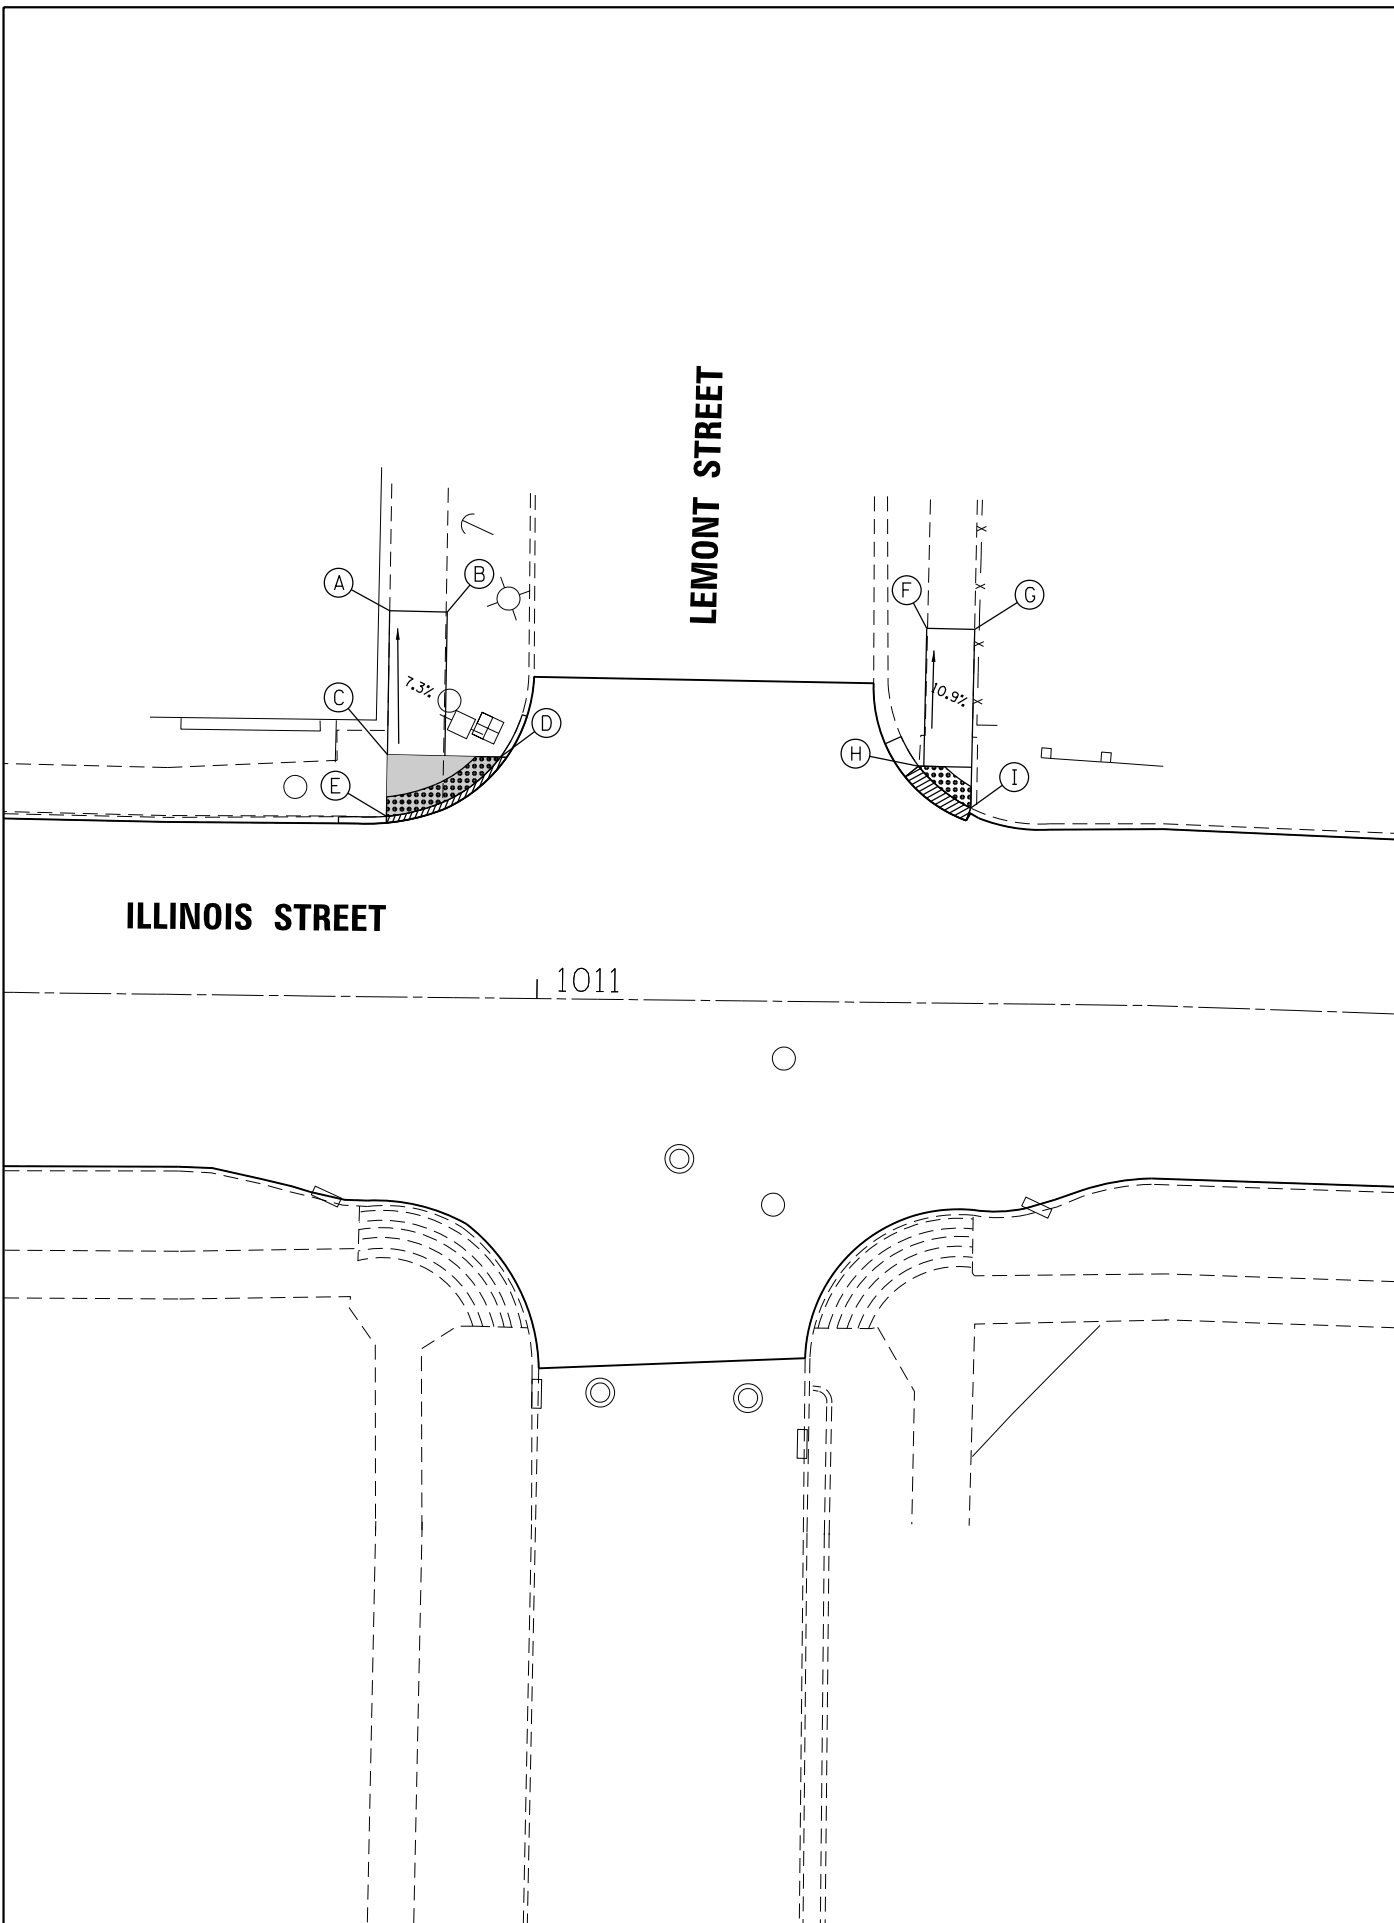 LEMONT STREET
A
B
F
G
7.3%
10.9%
C
D
H
E
I
ILLINOIS STREET
1011